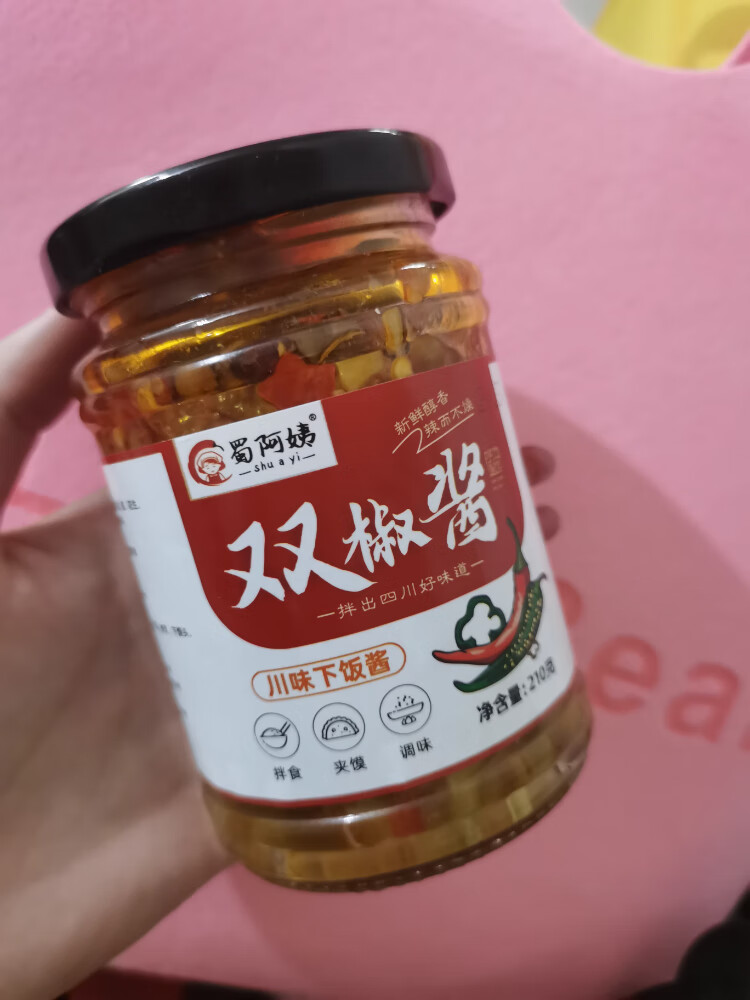 蜀阿姨®
shu a yi
新鲜醇香
辣而不燥
双椒酱
拌出四川好味道
川味下饭酱
拌食
夹馍
调味
净含量:210克
ea